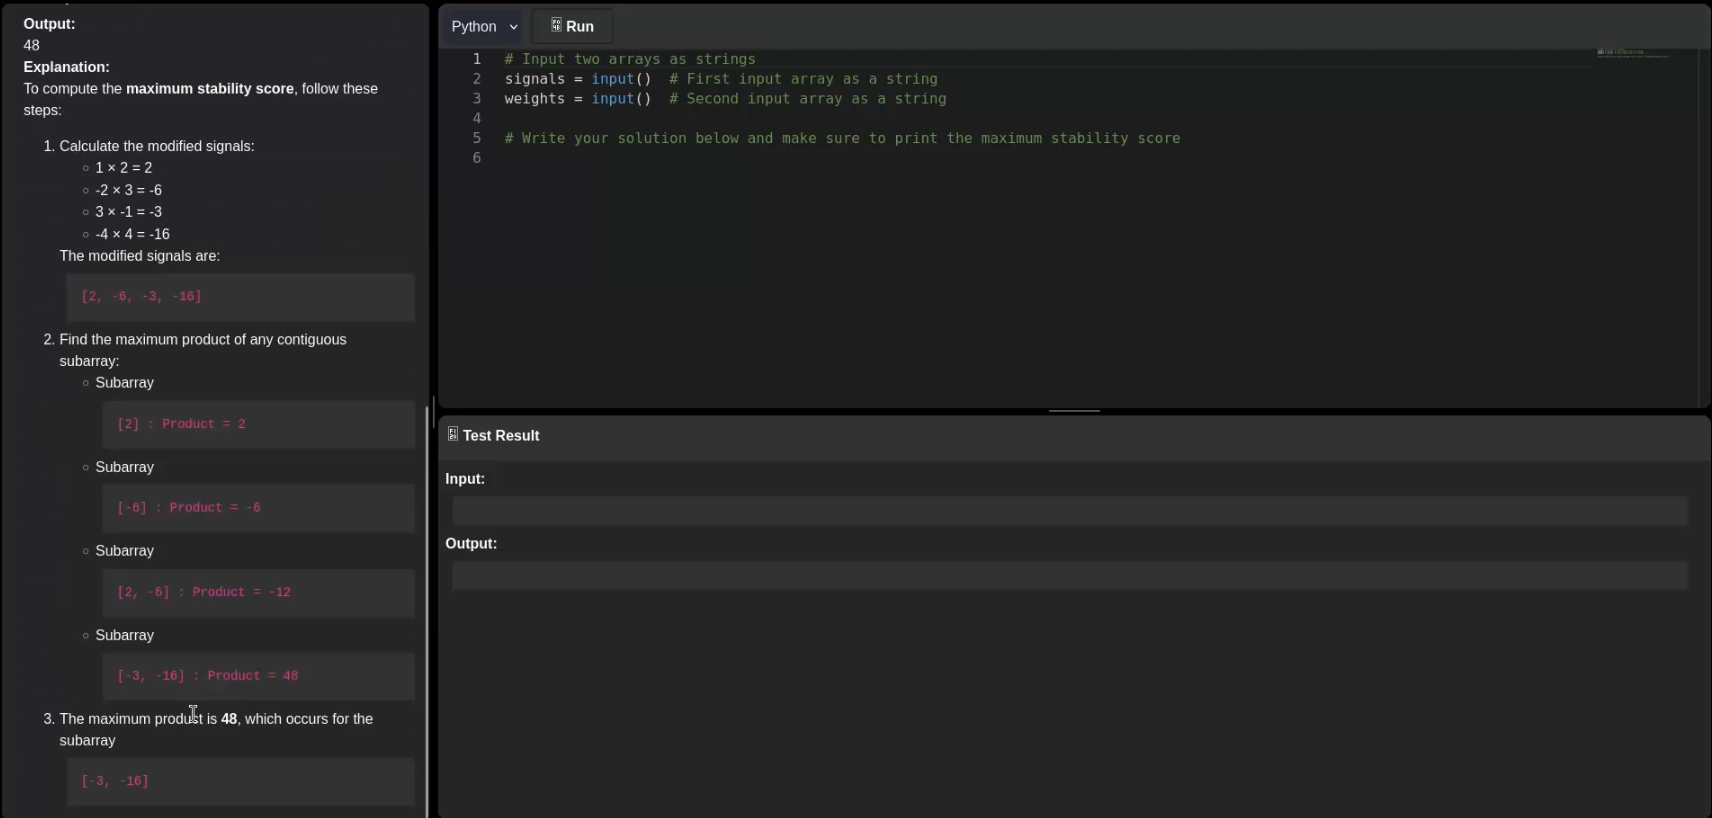 Output:
48
Explanation:
To compute the maximum stability score, follow these
steps:
1. Calculate the modified signals:
1 × 2 = 2
-2 × 3 = -6
3 × -1 = -3
-4 × 4 = -16
The modified signals are:
[2, -6, -3, -16]
2. Find the maximum product of any contiguous
subarray:
Subarray
[2] : Product = 2
Subarray
[-6] : Product = -6
Subarray
[2, -6] : Product = -12
Subarray
[-3, -16] : Product = 48
3. The maximum product is 48, which occurs for the
subarray
[-3, -16]
Python
Run
1 # Input two arrays as strings
2 signals = input()  # First input array as a string
3 weights = input()  # Second input array as a string
4
5 # Write your solution below and make sure to print the maximum stability score
6
Test Result
Input:
Output: